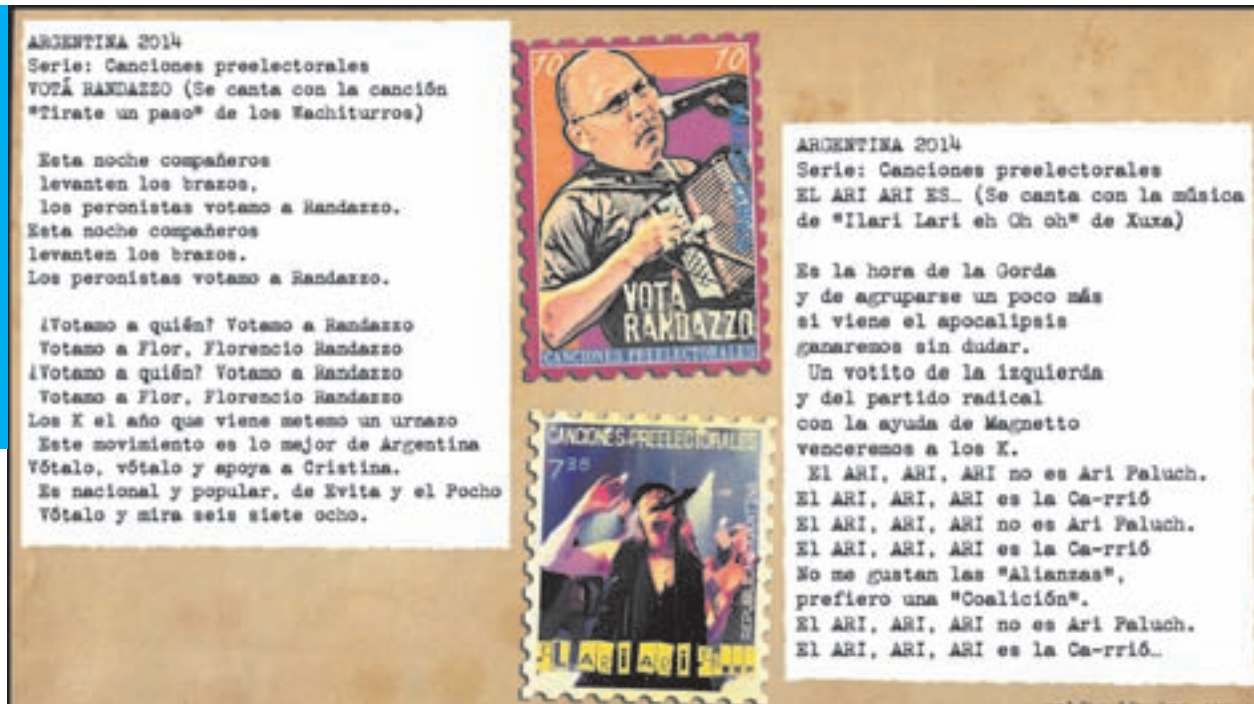 ARGENTINA 2014
Serie: Canciones preelectorales
VOTÁ RANDAZZO (Se canta con la canción
"Tirate un paso" de los Wachiturros)
Esta noche compañeros
levanten los brazos,
los peronistas votamo a Randazzo.
Esta noche compañeros
levanten los brazos.
Los peronistas votamo a Randazzo.
¿Votamo a quién? Votamo a Randazzo
Votamo a Flor, Florencio Randazzo
¿Votamo a quién? Votamo a Randazzo
Votamo a Flor, Florencio Randazzo
Los K el año que viene metemo un urnazo
Este movimiento es lo mejor de Argentina
Vótalo, vótalo y apoya a Cristina.
Es nacional y popular, de Evita y el Pocho
Vótalo y mira seis siete ocho.
10 10
VOTÁ
RANDAZZO
CANCIONES PREELECTORALES
CANCIONES PREELECTORALES
7
EL ARI ARI
ARGENTINA 2014
Serie: Canciones preelectorales
EL ARI ARI ES… (Se canta con la música
de "Ilari Lari eh Oh oh" de Xuxa)
Es la hora de la Gorda
y de agruparse un poco más
si viene el apocalipsis
ganaremos sin dudar.
Un votito de la izquierda
y del partido radical
con la ayuda de Magnetto
venceremos a los K.
El ARI, ARI, ARI no es Ari Paluch.
El ARI, ARI, ARI es la Ca-rrió
El ARI, ARI, ARI no es Ari Paluch.
El ARI, ARI, ARI es la Ca-rrió
No me gustan las "Alianzas",
prefiero una "Coalición".
El ARI, ARI, ARI no es Ari Paluch.
El ARI, ARI, ARI es la Ca-rrió…